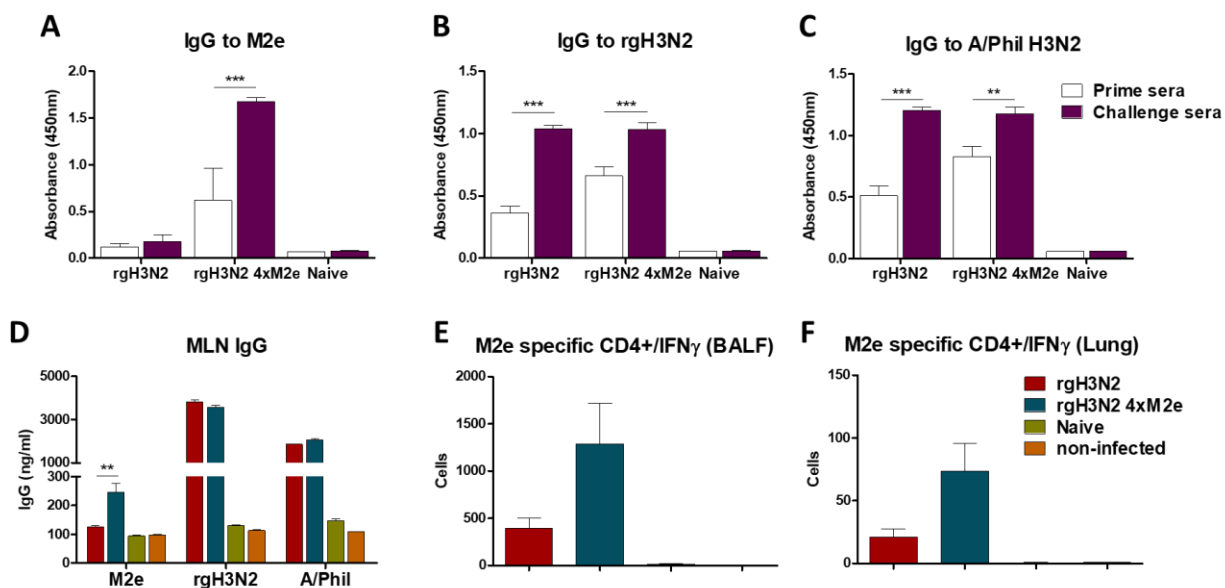 A
IgG to M2e
Absorbance (450nm)
2.0
1.5
1.0
0.5
0.0
***
rgH3N2 rgH3N2 4xM2e Naive
B
IgG to rgH3N2
Absorbance (450nm)
1.5
1.0
0.5
0.0
*** ***
rgH3N2 rgH3N2 4xM2e Naive
C
IgG to A/Phil H3N2
Absorbance (450nm)
1.5
1.0
0.5
0.0
*** **
rgH3N2 rgH3N2 4xM2e Naive
Prime sera
Challenge sera
D
MLN IgG
IgG (ng/ml)
5000
3000
1000
300
200
100
0
**
M2e rgH3N2 A/Phil
E
M2e specific CD4+/IFNγ (BALF)
Cells
2000
1500
1000
500
0
F
M2e specific CD4+/IFNγ (Lung)
Cells
150
100
50
0
rgH3N2
rgH3N2 4xM2e
Naive
non-infected